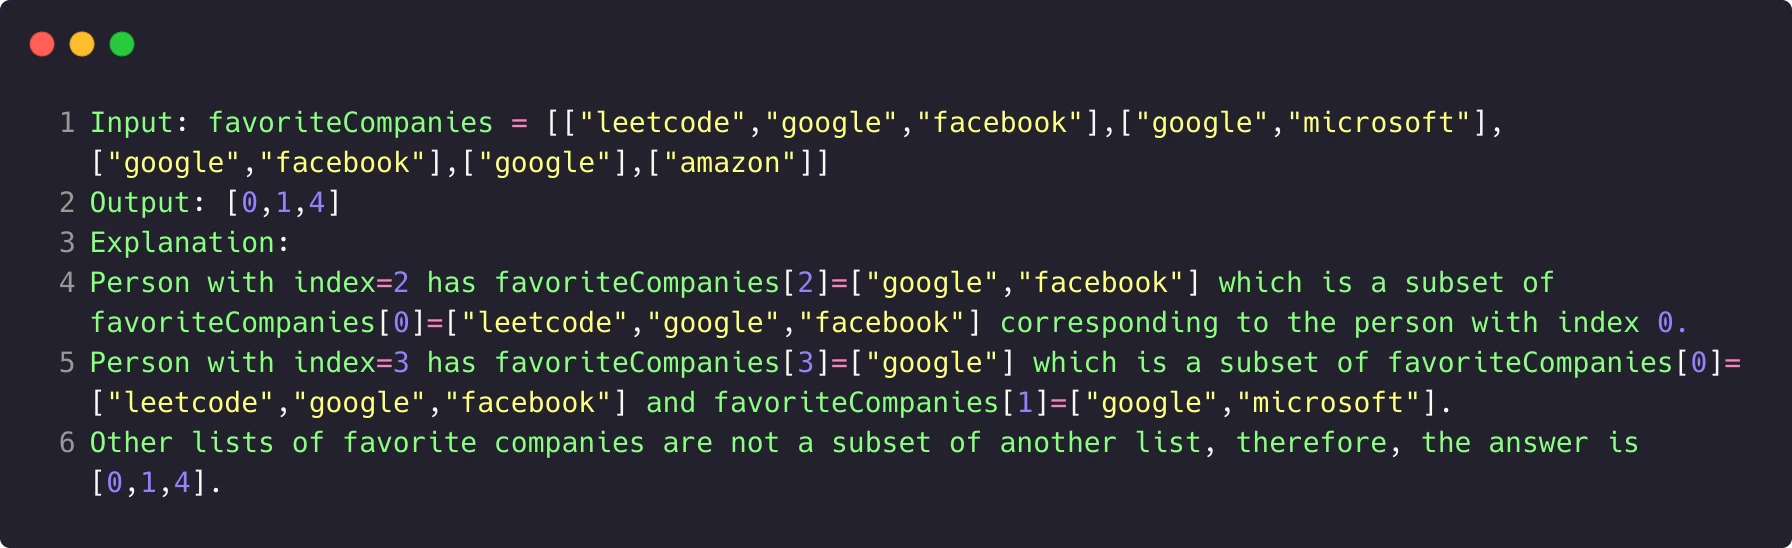 1 Input: favoriteCompanies = [["leetcode","google","facebook"],["google","microsoft"],
["google","facebook"],["google"],["amazon"]]
2 Output: [0,1,4]
3 Explanation:
4 Person with index=2 has favoriteCompanies[2]=["google","facebook"] which is a subset of
favoriteCompanies[0]=["leetcode","google","facebook"] corresponding to the person with index 0.
5 Person with index=3 has favoriteCompanies[3]=["google"] which is a subset of favoriteCompanies[0]=
["leetcode","google","facebook"] and favoriteCompanies[1]=["google","microsoft"].
6 Other lists of favorite companies are not a subset of another list, therefore, the answer is
[0,1,4].